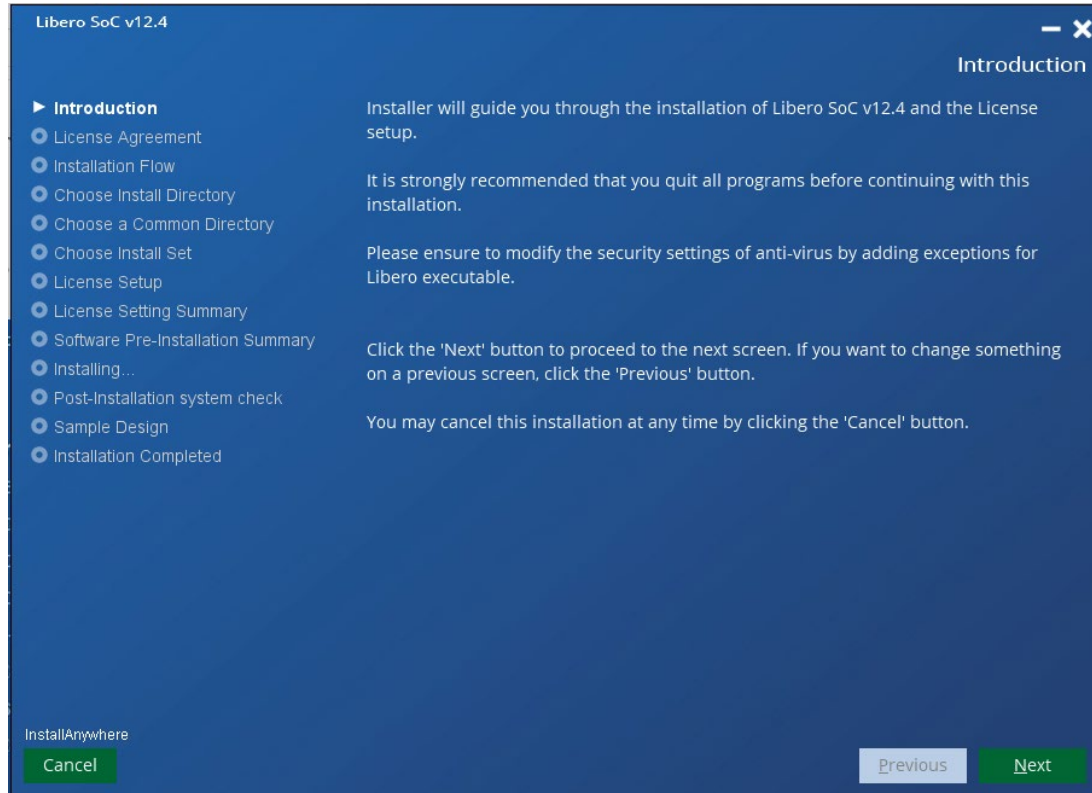 Libero SoC v12.4
Introduction
Introduction
License Agreement
Installation Flow
Choose Install Directory
Choose a Common Directory
Choose Install Set
License Setup
License Setting Summary
Software Pre-Installation Summary
Installing...
Post-Installation system check
Sample Design
Installation Completed
Installer will guide you through the installation of Libero SoC v12.4 and the License
setup.
It is strongly recommended that you quit all programs before continuing with this
installation.
Please ensure to modify the security settings of anti-virus by adding exceptions for
Libero executable.
Click the 'Next' button to proceed to the next screen. If you want to change something
on a previous screen, click the 'Previous' button.
You may cancel this installation at any time by clicking the 'Cancel' button.
InstallAnywhere
Cancel
Previous
Next